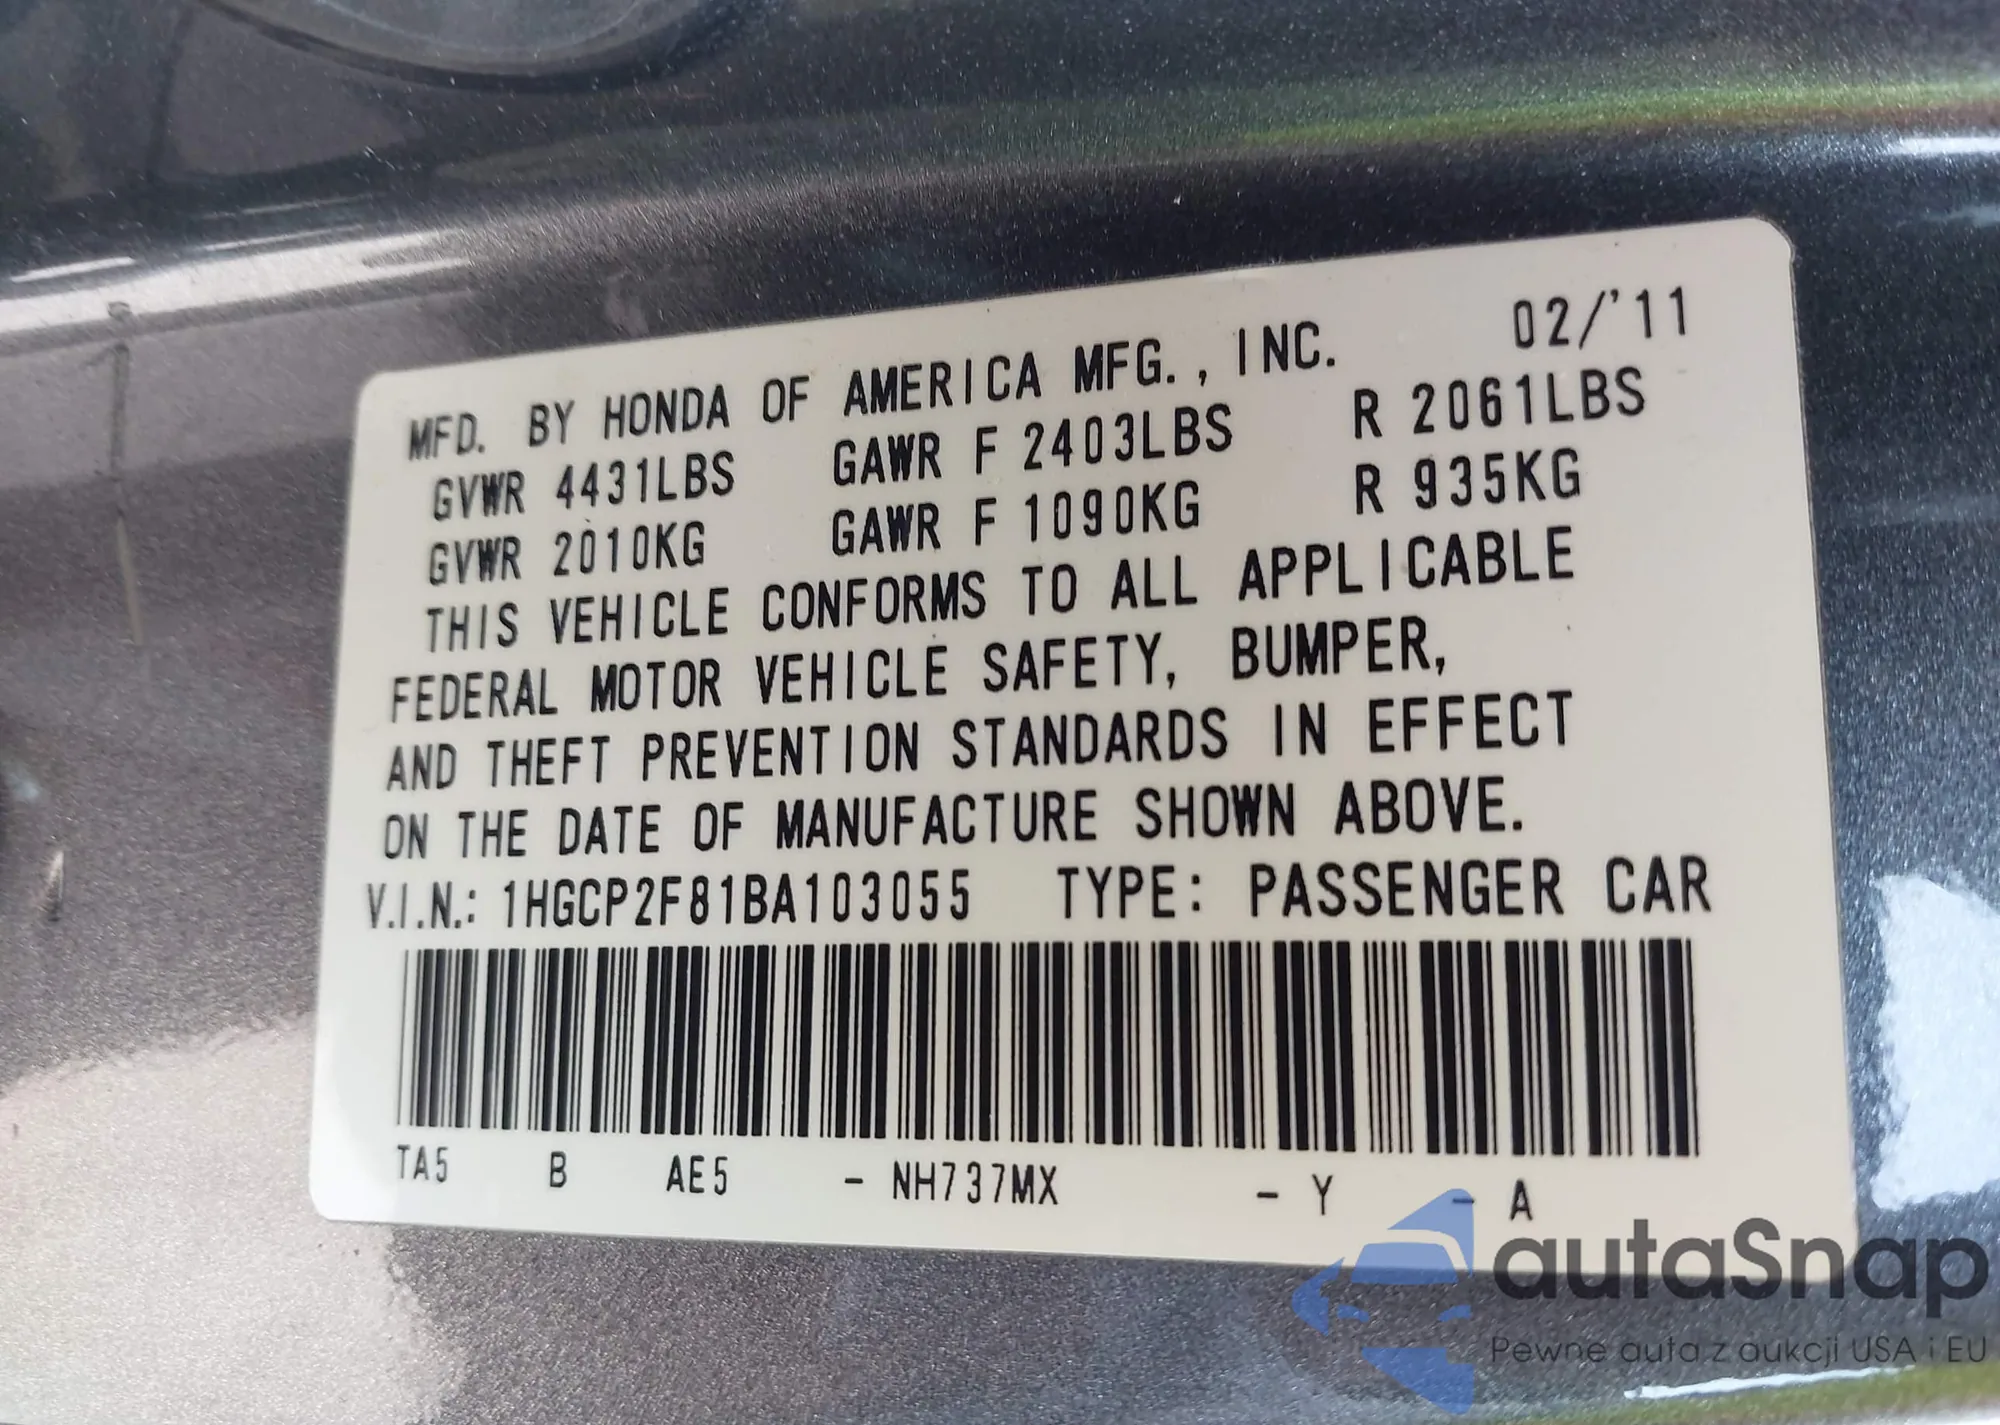 MFD. BY HONDA OF AMERICA MFG., INC. 02/'11
GVWR 4431LBS GAWR F 2403LBS R 2061LBS
GVWR 2010KG GAWR F 1090KG R 935KG
THIS VEHICLE CONFORMS TO ALL APPLICABLE
FEDERAL MOTOR VEHICLE SAFETY, BUMPER,
AND THEFT PREVENTION STANDARDS IN EFFECT
ON THE DATE OF MANUFACTURE SHOWN ABOVE.
V.I.N.: 1HGCP2F81BA103055 TYPE: PASSENGER CAR
TA5 B AE5 - NH737MX - Y - A
autaSnap
Pewne auta z aukcji USA i EU